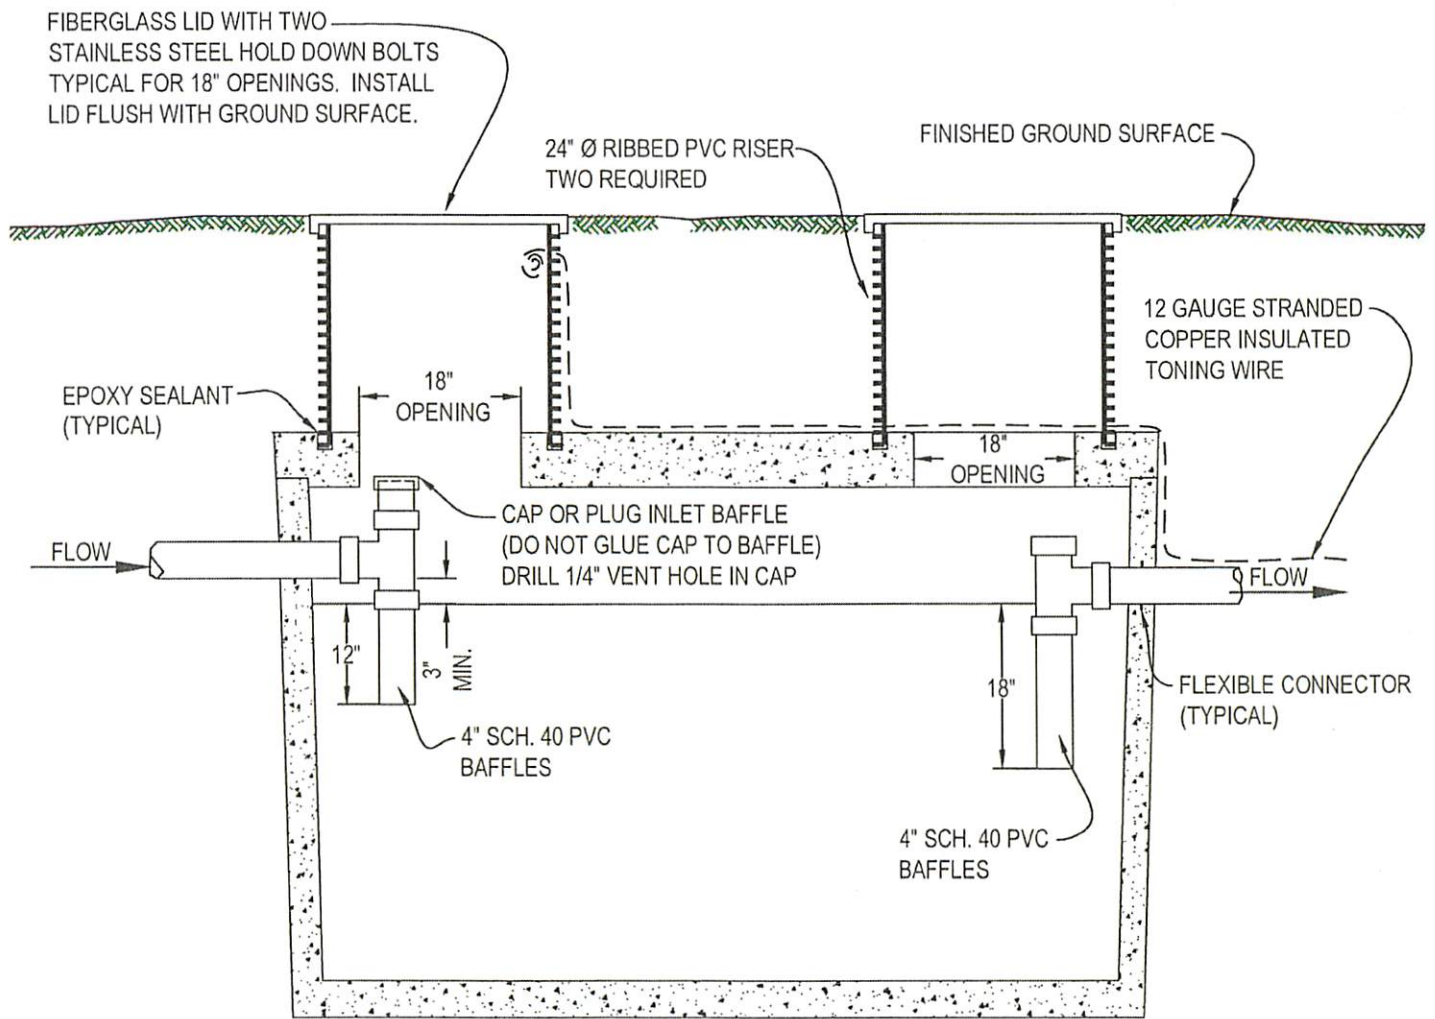 FIBERGLASS LID WITH TWO
STAINLESS STEEL HOLD DOWN BOLTS
TYPICAL FOR 18" OPENINGS. INSTALL
LID FLUSH WITH GROUND SURFACE.
24" Ø RIBBED PVC RISER
TWO REQUIRED
FINISHED GROUND SURFACE
12 GAUGE STRANDED
COPPER INSULATED
TONING WIRE
EPOXY SEALANT
(TYPICAL)
18"
OPENING
18"
OPENING
CAP OR PLUG INLET BAFFLE
(DO NOT GLUE CAP TO BAFFLE)
DRILL 1/4" VENT HOLE IN CAP
FLOW
FLOW
12"
3"
MIN.
18"
FLEXIBLE CONNECTOR
(TYPICAL)
4" SCH. 40 PVC
BAFFLES
4" SCH. 40 PVC
BAFFLES